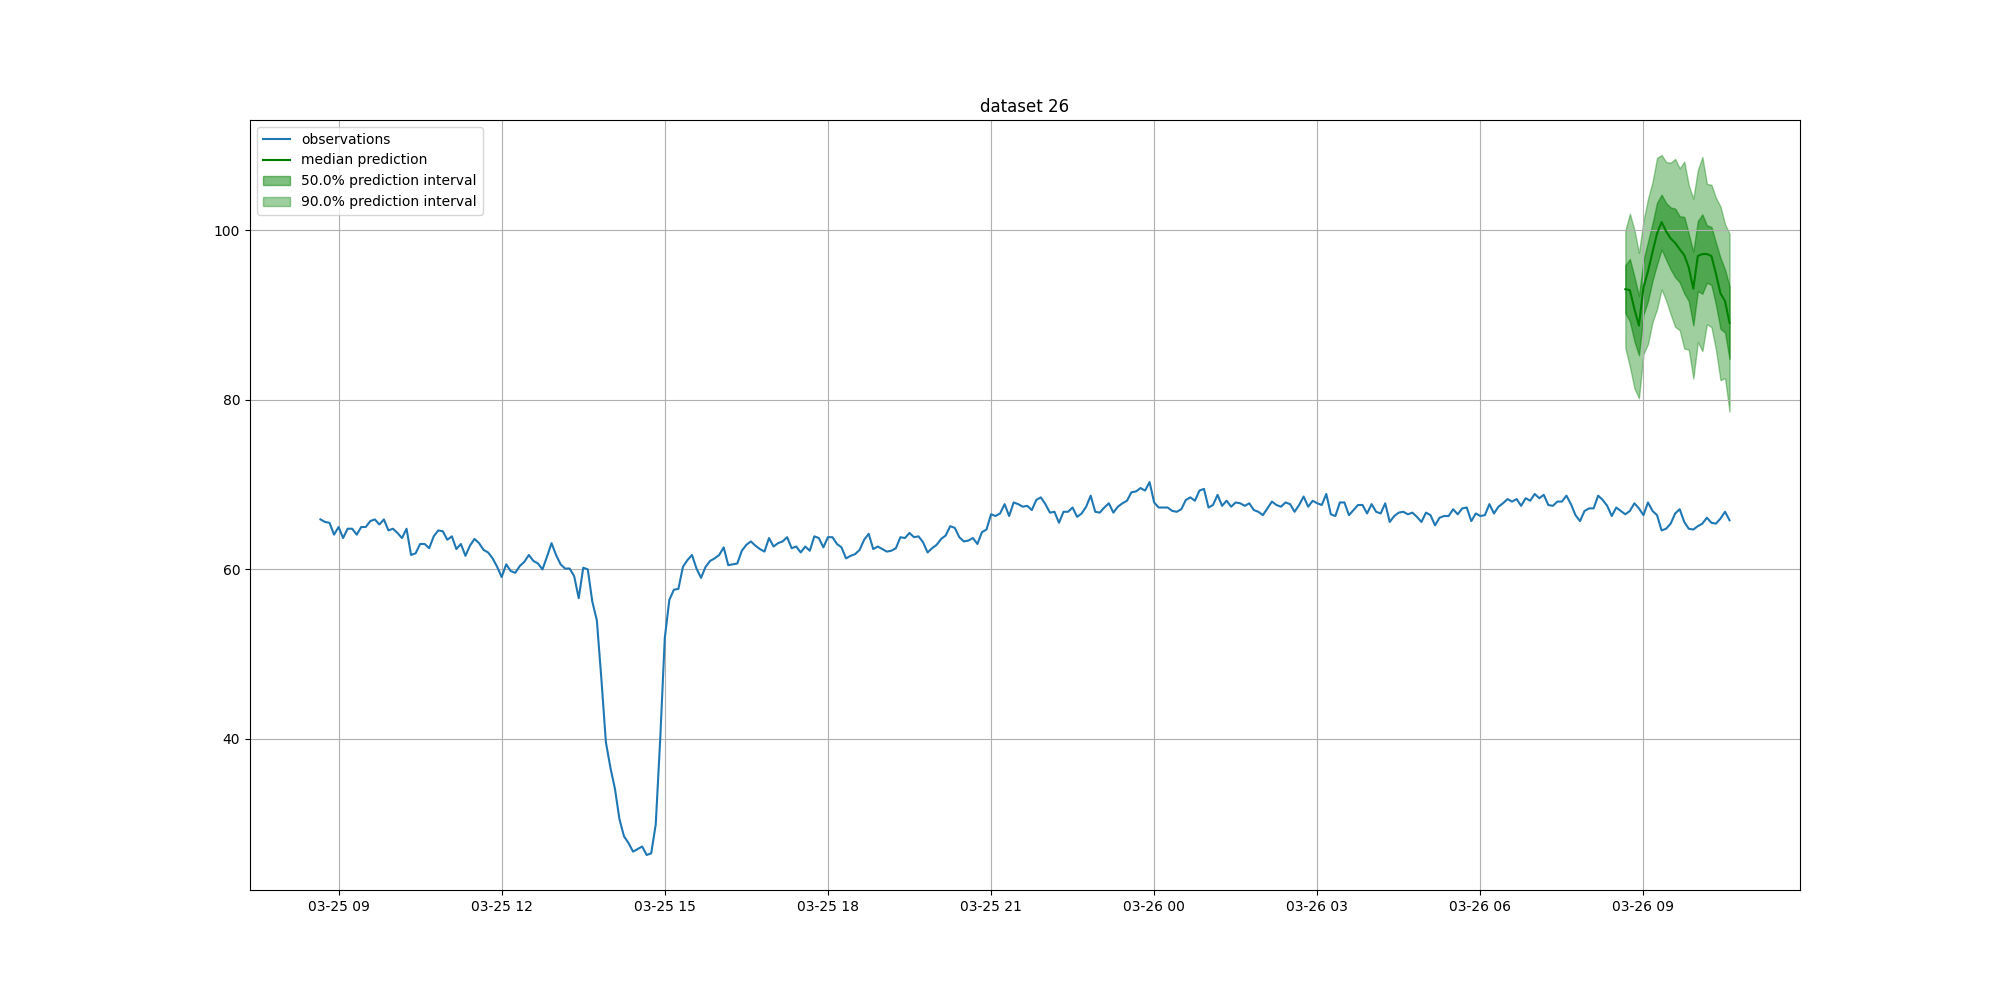 dataset 26
observations
median prediction
50.0% prediction interval
90.0% prediction interval
100
80
60
40
03-25 09
03-25 12
03-25 15
03-25 18
03-25 21
03-26 00
03-26 03
03-26 06
03-26 09